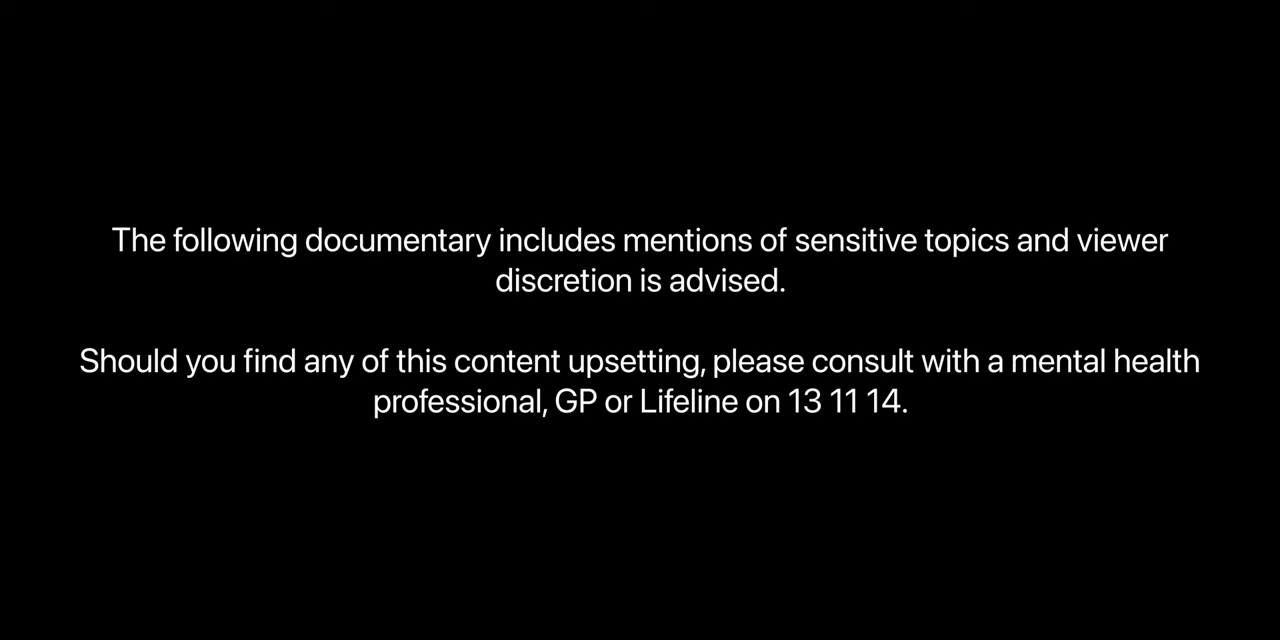 The following documentary includes mentions of sensitive topics and viewer
discretion is advised.
Should you find any of this content upsetting, please consult with a mental health
professional, GP or Lifeline on 13 11 14.